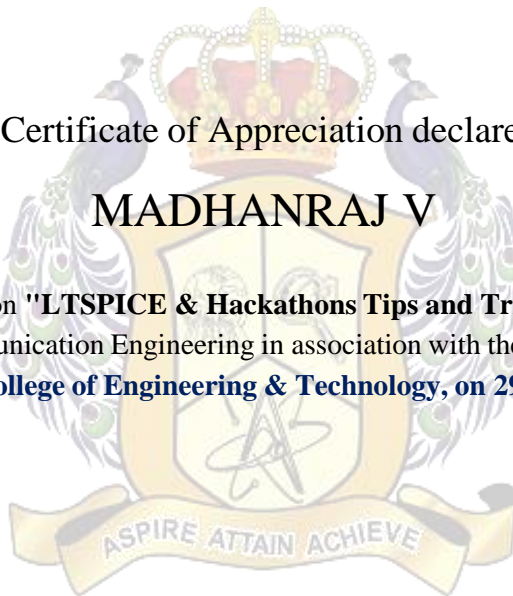 Certificate of Appreciation declare
MADHANRAJ V
on "LTSPICE & Hackathons Tips and Tr
unication Engineering in association with the
ollege of Engineering & Technology, on 29
ASPIRE ATTAIN ACHIEVE